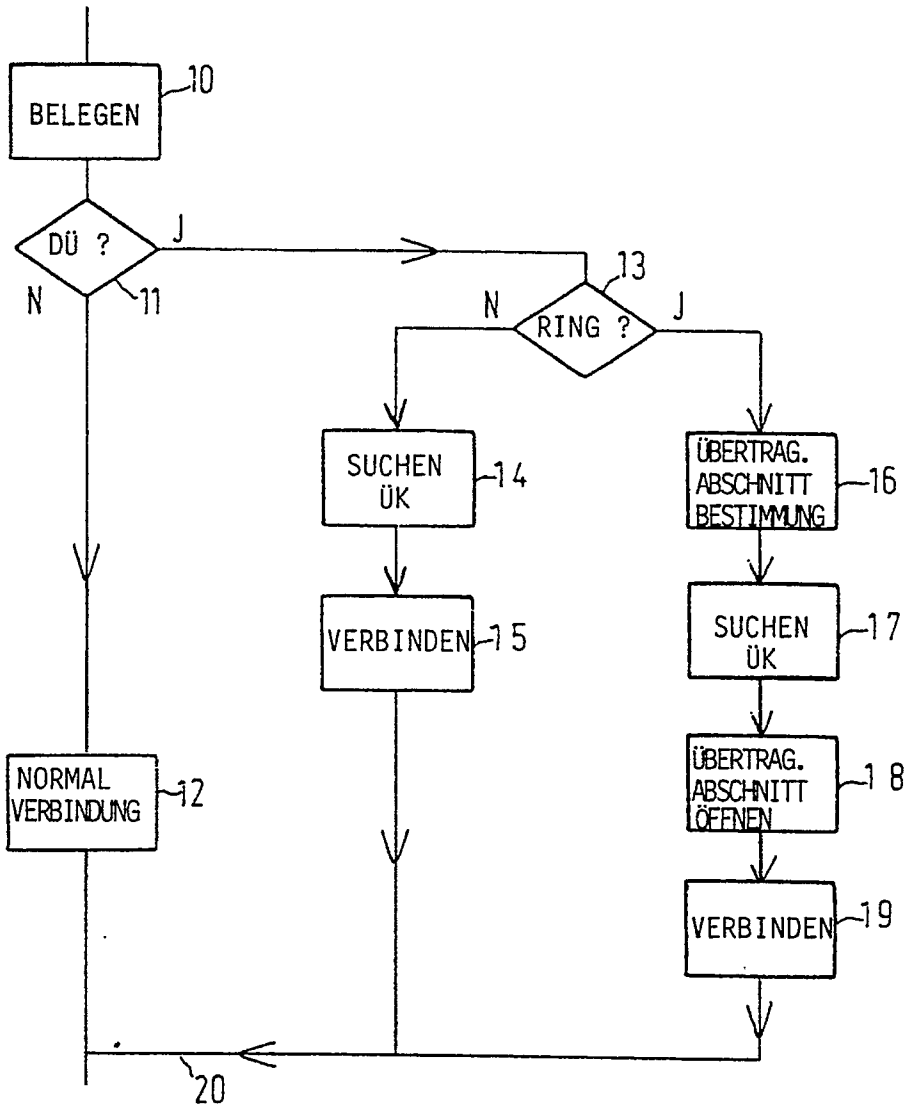 BELEGEN
10
DÜ ?
J
N
11
13
N
RING ?
J
SUCHEN
ÜK
14
ÜBERTRAG.
ABSCHNITT
BESTIMMUNG
16
VERBINDEN
15
SUCHEN
ÜK
17
NORMAL
VERBINDUNG
12
ÜBERTRAG.
ABSCHNITT
ÖFFNEN
18
VERBINDEN
19
20